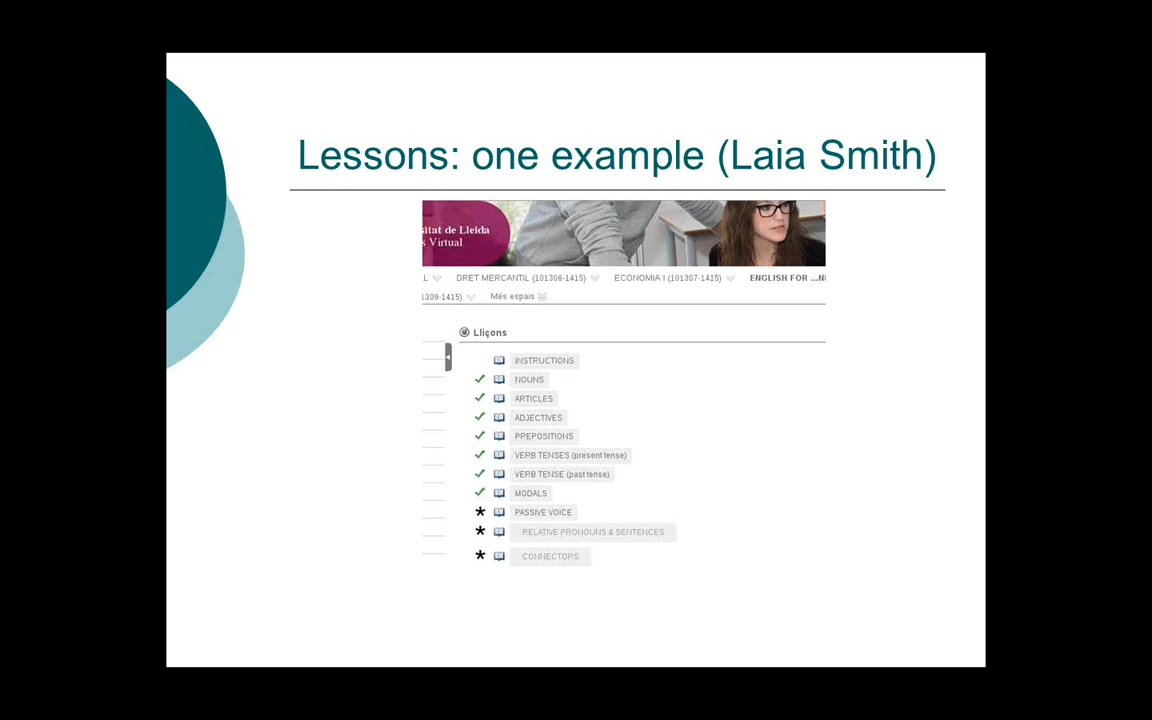 Lessons: one example (Laia Smith)
sitat de Lleida
s Virtual
L DRET MERCANTIL (101306-1415) ECONOMIA I (101307-1415) ENGLISH FOR ...NI
1309-1415) Més espais
Lliçons
INSTRUCTIONS
NOUNS
ARTICLES
ADJECTIVES
PREPOSITIONS
VERB TENSES (present tense)
VERB TENSE (past tense)
MODALS
* PASSIVE VOICE
* RELATIVE PRONOUNS & SENTENCES
* CONNECTORS